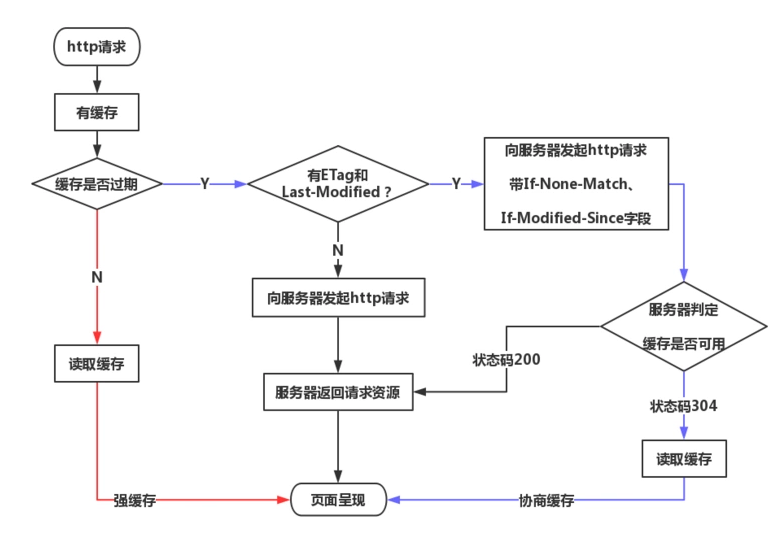 http请求
有缓存
缓存是否过期
Y
有ETag和
Last-Modified ?
Y
向服务器发起http请求
带If-None-Match、
If-Modified-Since字段
N
N
向服务器发起http请求
服务器判定
缓存是否可用
读取缓存
状态码200
服务器返回请求资源
状态码304
读取缓存
强缓存
页面呈现
协商缓存